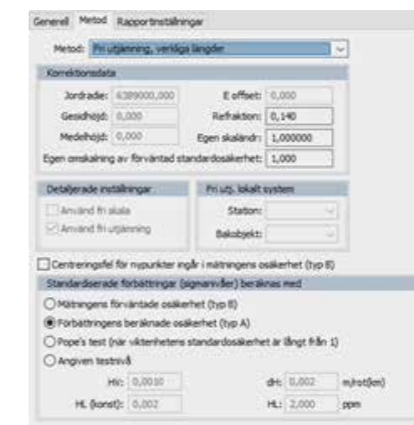 Generell Metod Rapportinställningar
Metod: Fri utjämning, verkliga längder
Korrektionsdata
Jordradie: 6389000,000 E offset: 0,000
Geoidhöjd: 0,000 Refraktion: 0,140
Medelhöjd: 0,000 Egen skaländr: 1,000000
Egen omskalning av förväntad standardosäkerhet: 1,000
Detaljerade inställningar Fri utj. lokalt system
Använd fri skala Station:
Använd fri utjämning Bakobjekt:
Centreringsfel för nypunkter ingår i mätningens osäkerhet (typ B)
Standardiserade förbättringar (sigmanivåer) beräknas med
Mätningens förväntade osäkerhet (typ B)
Förbättringens beräknade osäkerhet (typ A)
Pope's test (när viktenhetens standardosäkerhet är långt från 1)
Angiven testnivå
HV: 0,0010 dH: 0,002 m/rot(km)
HL (konst): 0,002 HL: 2,000 ppm